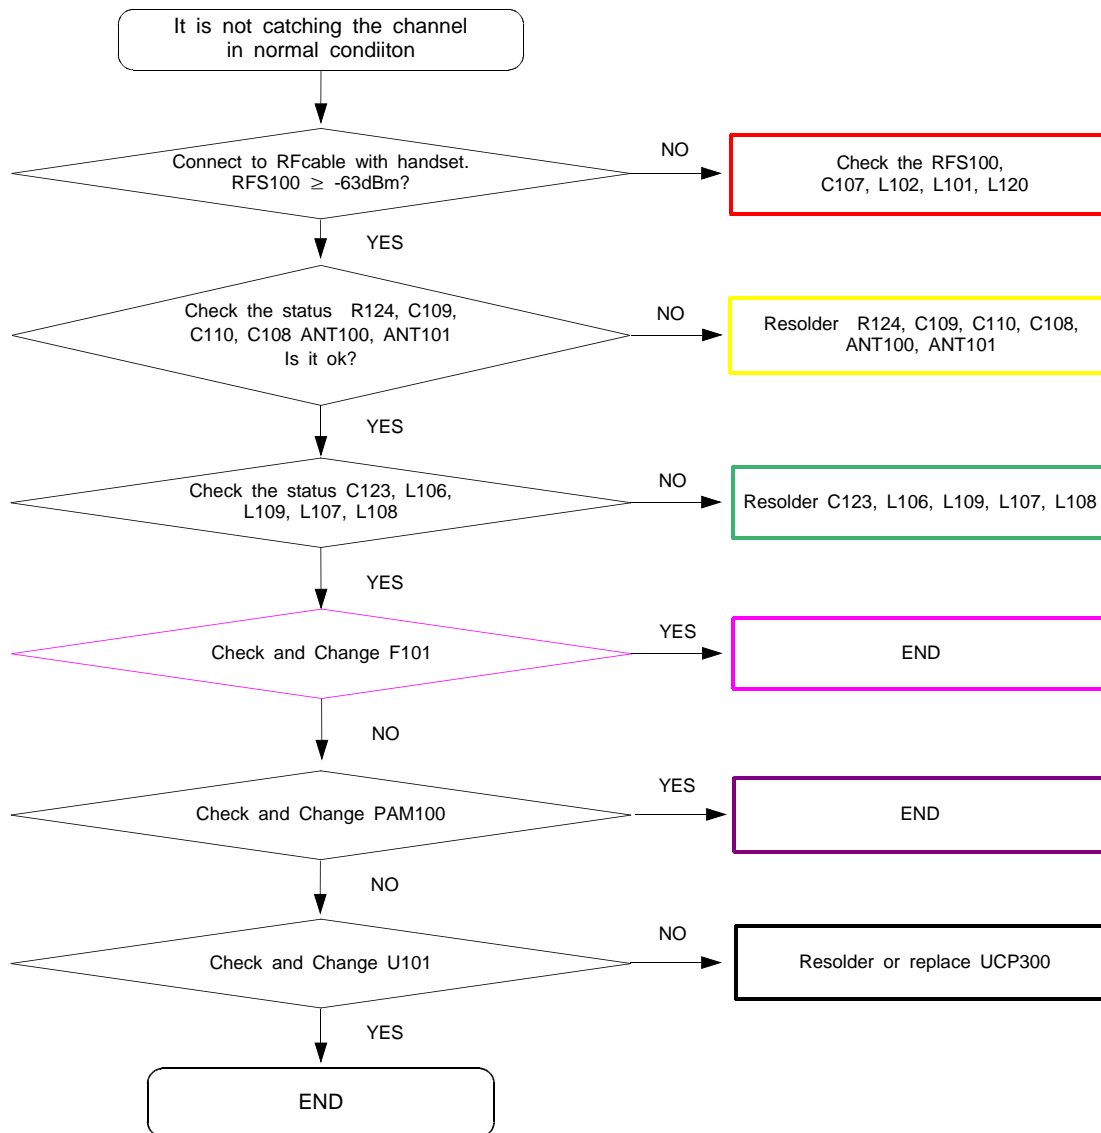 It is not catching the channel
in normal condiiton
Connect to RFcable with handset.
RFS100 ≥ -63dBm?
NO
Check the RFS100,
C107, L102, L101, L120
YES
Check the status R124, C109,
C110, C108 ANT100, ANT101
Is it ok?
NO
Resolder R124, C109, C110, C108,
ANT100, ANT101
YES
Check the status C123, L106,
L109, L107, L108
NO
Resolder C123, L106, L109, L107, L108
YES
Check and Change F101
YES
END
NO
Check and Change PAM100
YES
END
NO
Check and Change U101
NO
Resolder or replace UCP300
YES
END